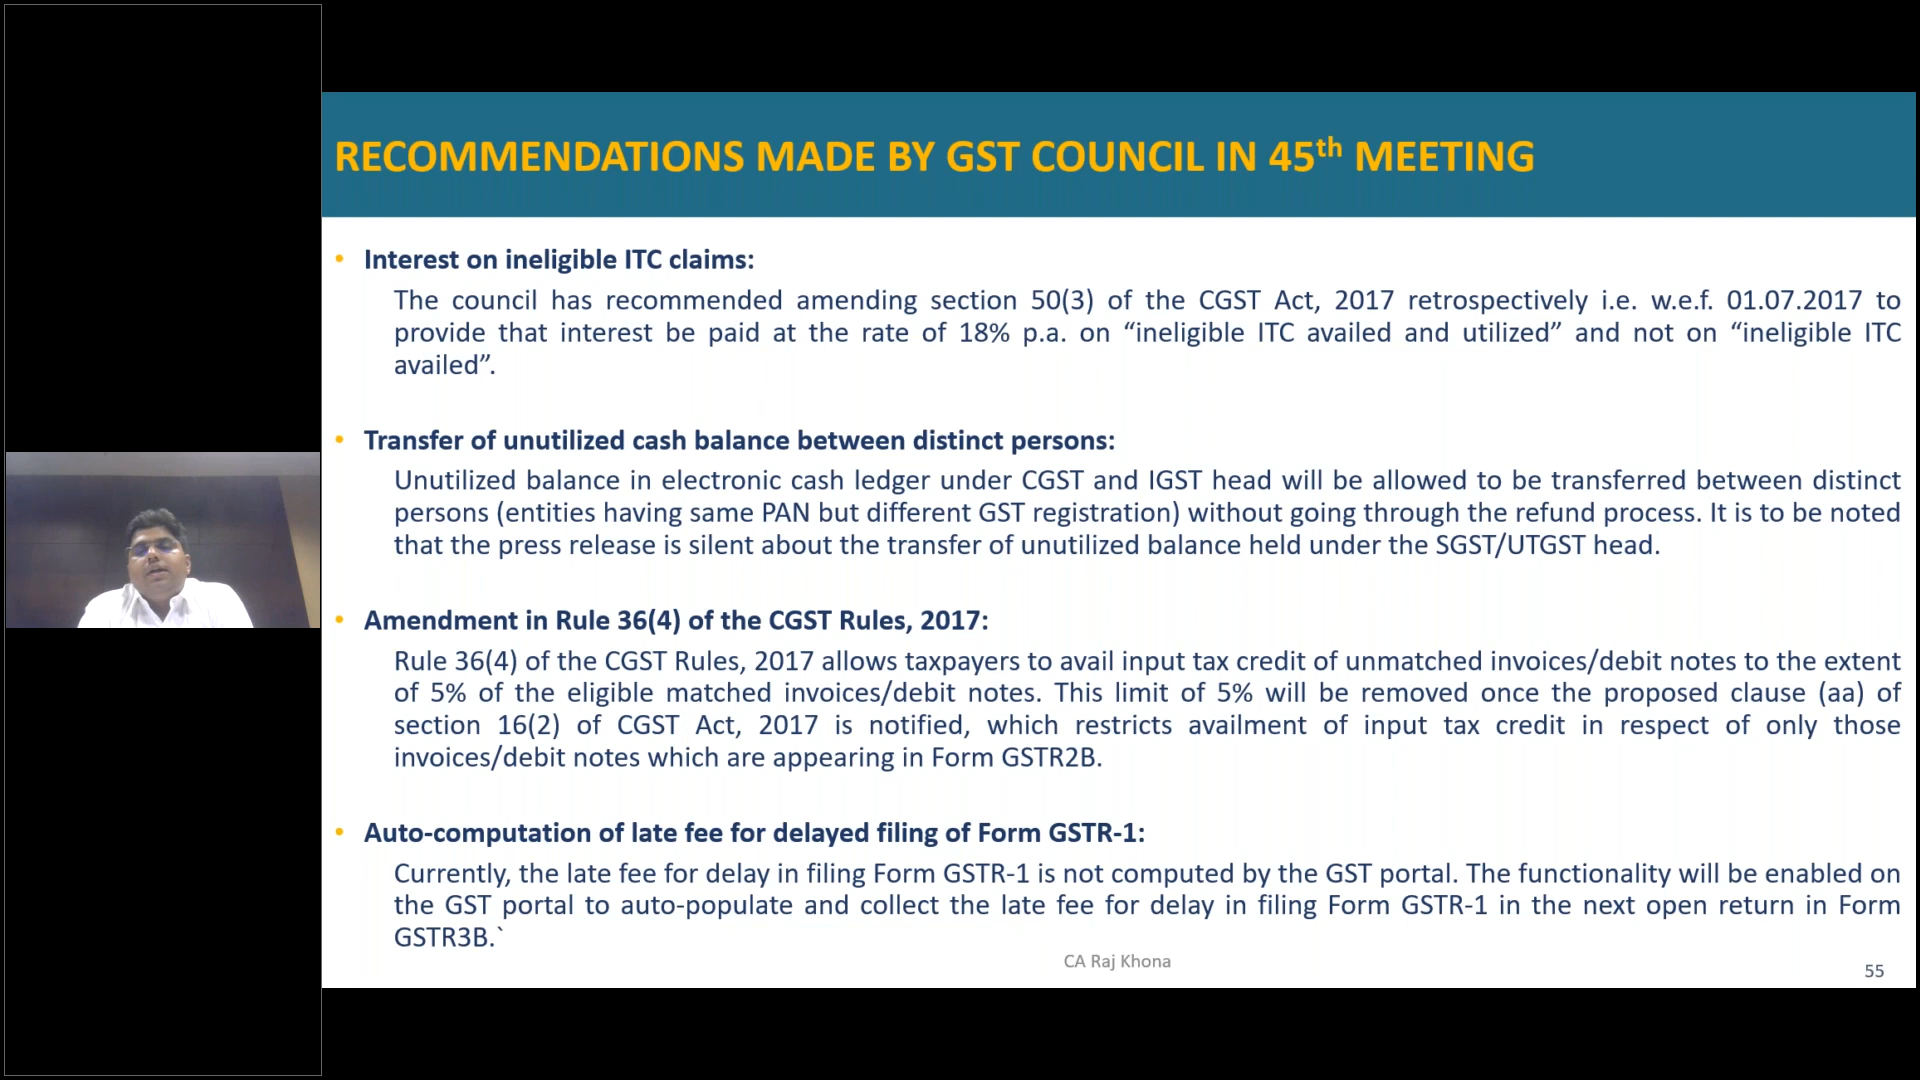 RECOMMENDATIONS MADE BY GST COUNCIL IN 45th MEETING
• Interest on ineligible ITC claims:
The council has recommended amending section 50(3) of the CGST Act, 2017 retrospectively i.e. w.e.f. 01.07.2017 to
provide that interest be paid at the rate of 18% p.a. on “ineligible ITC availed and utilized” and not on “ineligible ITC
availed”.
• Transfer of unutilized cash balance between distinct persons:
Unutilized balance in electronic cash ledger under CGST and IGST head will be allowed to be transferred between distinct
persons (entities having same PAN but different GST registration) without going through the refund process. It is to be noted
that the press release is silent about the transfer of unutilized balance held under the SGST/UTGST head.
• Amendment in Rule 36(4) of the CGST Rules, 2017:
Rule 36(4) of the CGST Rules, 2017 allows taxpayers to avail input tax credit of unmatched invoices/debit notes to the extent
of 5% of the eligible matched invoices/debit notes. This limit of 5% will be removed once the proposed clause (aa) of
section 16(2) of CGST Act, 2017 is notified, which restricts availment of input tax credit in respect of only those
invoices/debit notes which are appearing in Form GSTR2B.
• Auto-computation of late fee for delayed filing of Form GSTR-1:
Currently, the late fee for delay in filing Form GSTR-1 is not computed by the GST portal. The functionality will be enabled on
the GST portal to auto-populate and collect the late fee for delay in filing Form GSTR-1 in the next open return in Form
GSTR3B.`
CA Raj Khona
55